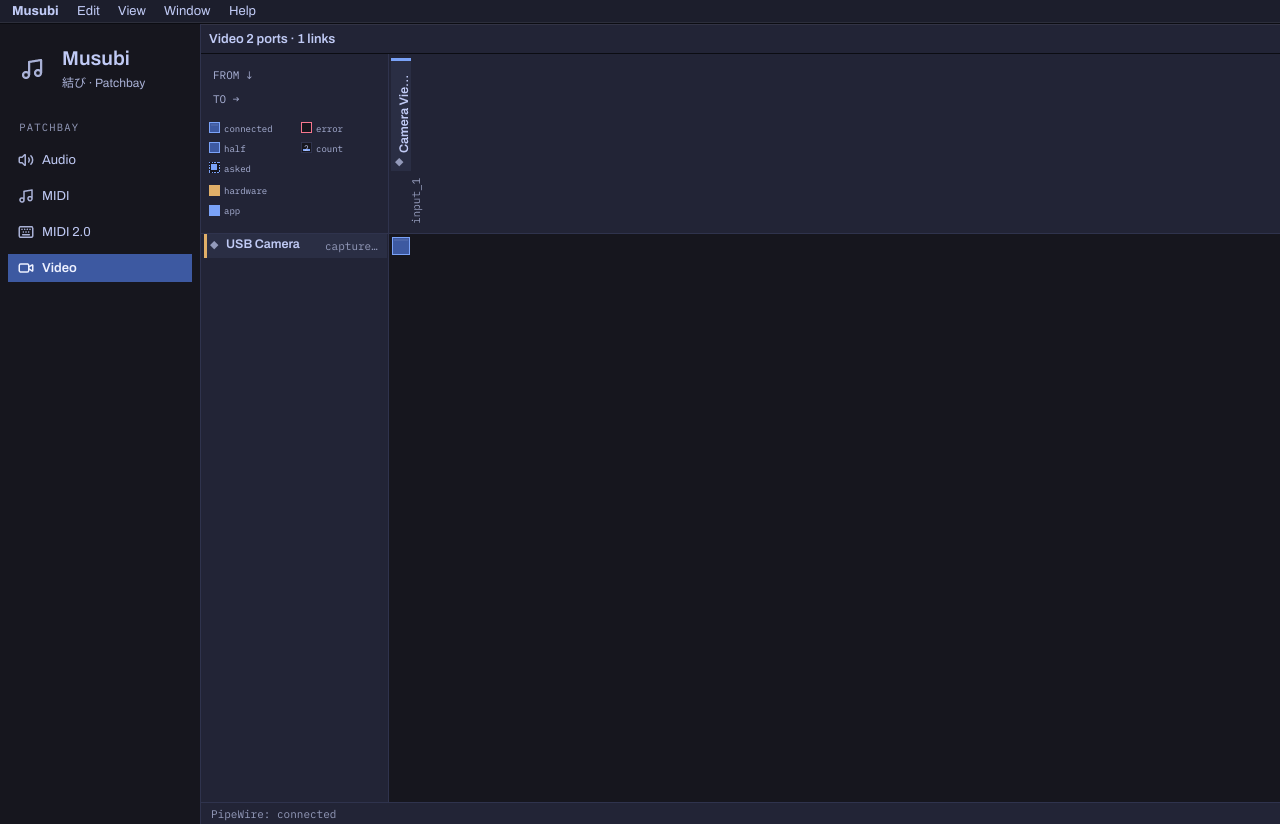 Musubi Edit View Window Help
Musubi
結び · Patchbay
PATCHBAY
Audio
MIDI
MIDI 2.0
Video
Video 2 ports · 1 links
FROM ↓
TO →
connected
error
half
count
asked
hardware
app
Camera Vie…
input_1
USB Camera
capture…
PipeWire: connected